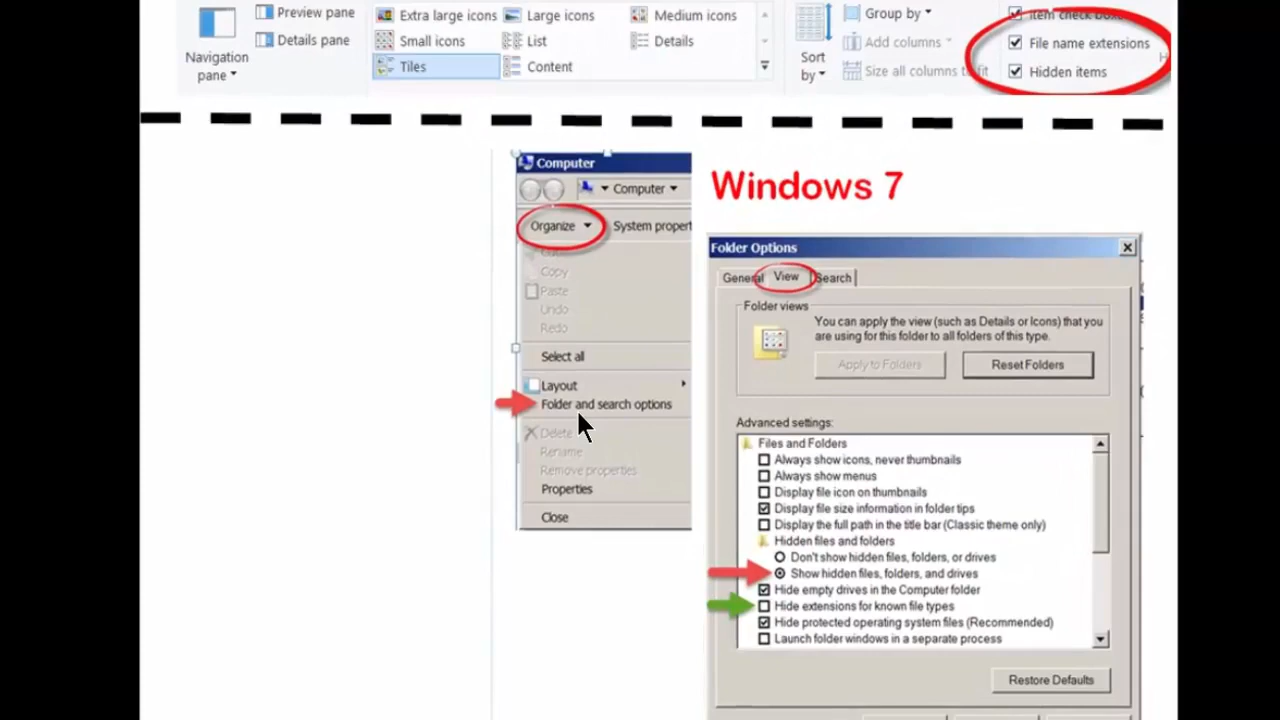 Preview pane
Details pane
Navigation
pane
Extra large icons
Large icons
Medium icons
Small icons
List
Details
Tiles
Content
Sort
by
Group by
Add columns
Size all columns to fit
Item check boxes
File name extensions
Hidden items
Computer
Computer
Organize
System propert
Cut
Copy
Paste
Undo
Redo
Select all
Layout
Folder and search options
Delete
Rename
Remove properties
Properties
Close
Windows 7
Folder Options
General
View
Search
Folder views
You can apply the view (such as Details or Icons) that you
are using for this folder to all folders of this type.
Apply to Folders
Reset Folders
Advanced settings:
Files and Folders
Always show icons, never thumbnails
Always show menus
Display file icon on thumbnails
Display file size information in folder tips
Display the full path in the title bar (Classic theme only)
Hidden files and folders
Don't show hidden files, folders, or drives
Show hidden files, folders, and drives
Hide empty drives in the Computer folder
Hide extensions for known file types
Hide protected operating system files (Recommended)
Launch folder windows in a separate process
Restore Defaults